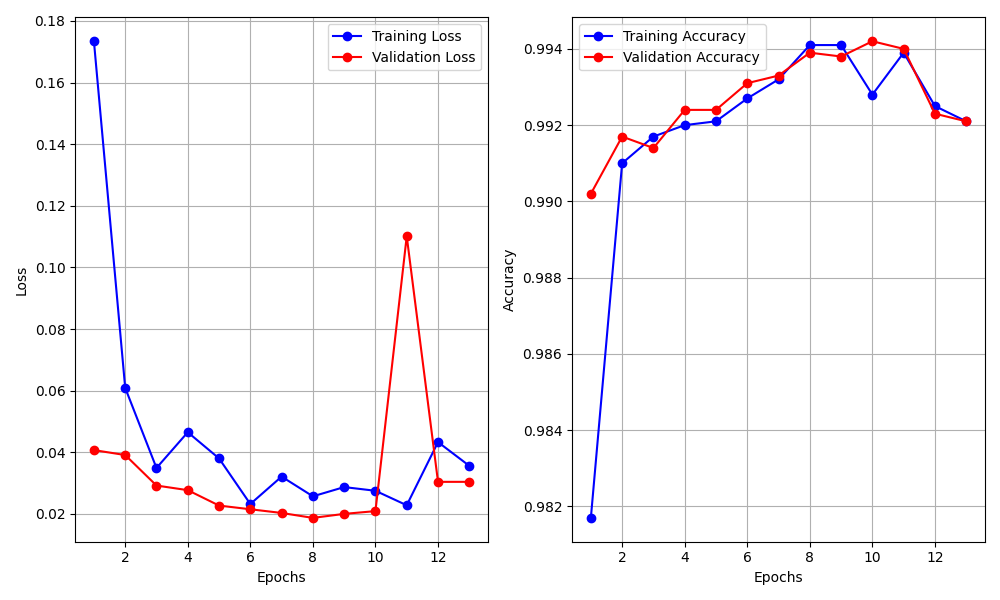 Training Loss
Validation Loss
0.18
0.16
0.14
0.12
0.10
0.08
0.06
0.04
0.02
Loss
2 4 6 8 10 12
Epochs
Training Accuracy
Validation Accuracy
0.994
0.992
0.990
0.988
0.986
0.984
0.982
Accuracy
2 4 6 8 10 12
Epochs